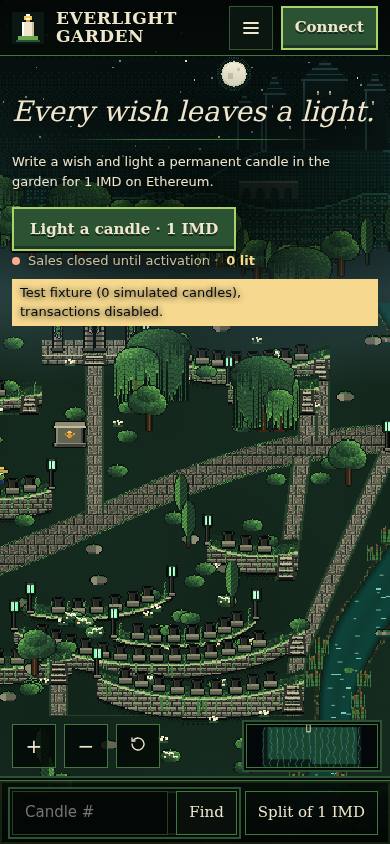 EVERLIGHT
GARDEN
Connect
Every wish leaves a light.
Write a wish and light a permanent candle in the
garden for 1 IMD on Ethereum.
Light a candle · 1 IMD
Sales closed until activation · 0 lit
Test fixture (0 simulated candles),
transactions disabled.
+
−
Candle #
Find
Split of 1 IMD